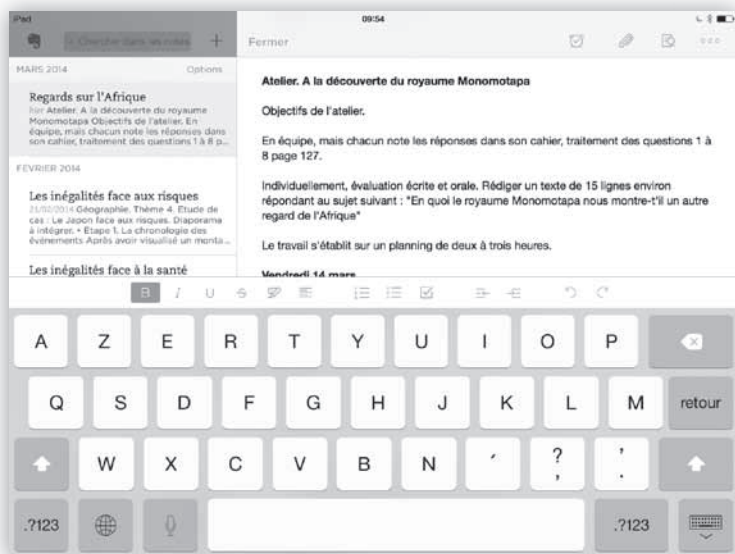 iPad 09:54
Chercher dans les notes
Fermer
MARS 2014 Options
Regards sur l'Afrique
hier Atelier. A la découverte du royaume
Monomotapa Objectifs de l'atelier. En
équipe, mais chacun note les réponses dans
son cahier, traitement des questions 1 à 8 p...
FÉVRIER 2014
Les inégalités face aux risques
21/02/2014 Géographie. Thème 4. Etude de
cas : Le Japon face aux risques. Diaporama
à intégrer. • Etape 1. La chronologie des
évènements Après avoir visualisé un monta...
Les inégalités face à la santé
Atelier. A la découverte du royaume Monomotapa
Objectifs de l'atelier.
En équipe, mais chacun note les réponses dans son cahier, traitement des questions 1 à
8 page 127.
Individuellement, évaluation écrite et orale. Rédiger un texte de 15 lignes environ
répondant au sujet suivant : "En quoi le royaume Monomotapa nous montre-t'il un autre
regard de l'Afrique"
Le travail s'établit sur un planning de deux à trois heures.
Vendredi 14 mars
B I U S
A Z E R T Y U I O P
Q S D F G H J K L M retour
W X C V B N ´ ? , ' .
.?123 .?123